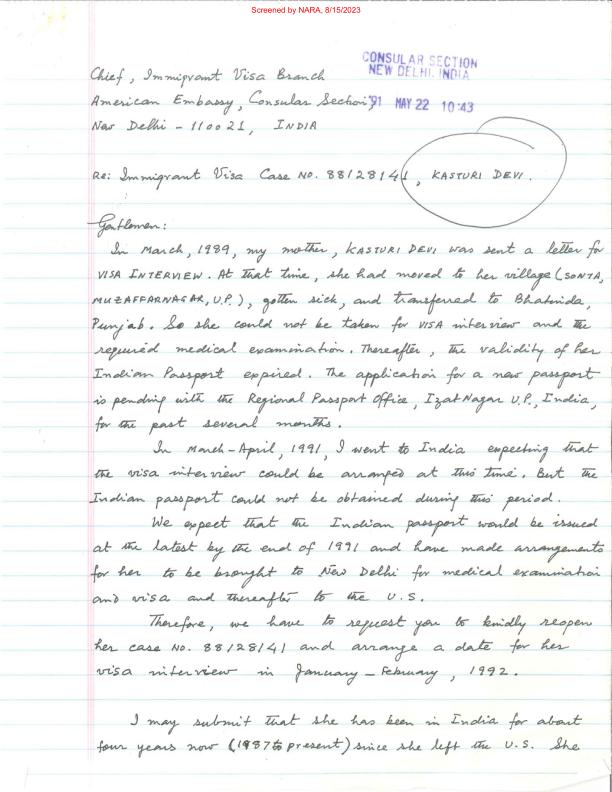 Screened by NARA, 8/15/2023
CONSULAR SECTION
NEW DELHI, INDIA
'91 MAY 22 10:43
Chief, Immigrant Visa Branch
American Embassy, Consular Section,
New Delhi - 110021, INDIA
Re: Immigrant Visa Case No. 88128141, KASTURI DEVI.
Gentlemen:
In March, 1989, my mother, KASTURI DEVI was sent a letter for
VISA INTERVIEW. At that time, she had moved to her village (SONTA,
MUZAFFARNAGAR, U.P.), gotten sick, and transferred to Bhatinda,
Punjab. So she could not be taken for VISA interview and the
required medical examination. Thereafter, the validity of her
Indian Passport expired. The application for a new passport
is pending with the Regional Passport Office, Izat Nagar U.P., India,
for the past several months.
In March-April, 1991, I went to India expecting that
the visa interview could be arranged at this time. But the
Indian passport could not be obtained during this period.
We expect that the Indian passport would be issued
at the latest by the end of 1991 and have made arrangements
for her to be brought to New Delhi for medical examination
and visa and thereafter to the U.S.
Therefore, we have to request you to kindly reopen
her case No. 88128141 and arrange a date for her
visa interview in January - February, 1992.
I may submit that she has been in India for about
four years now (1987 to present) since she left the U.S. She